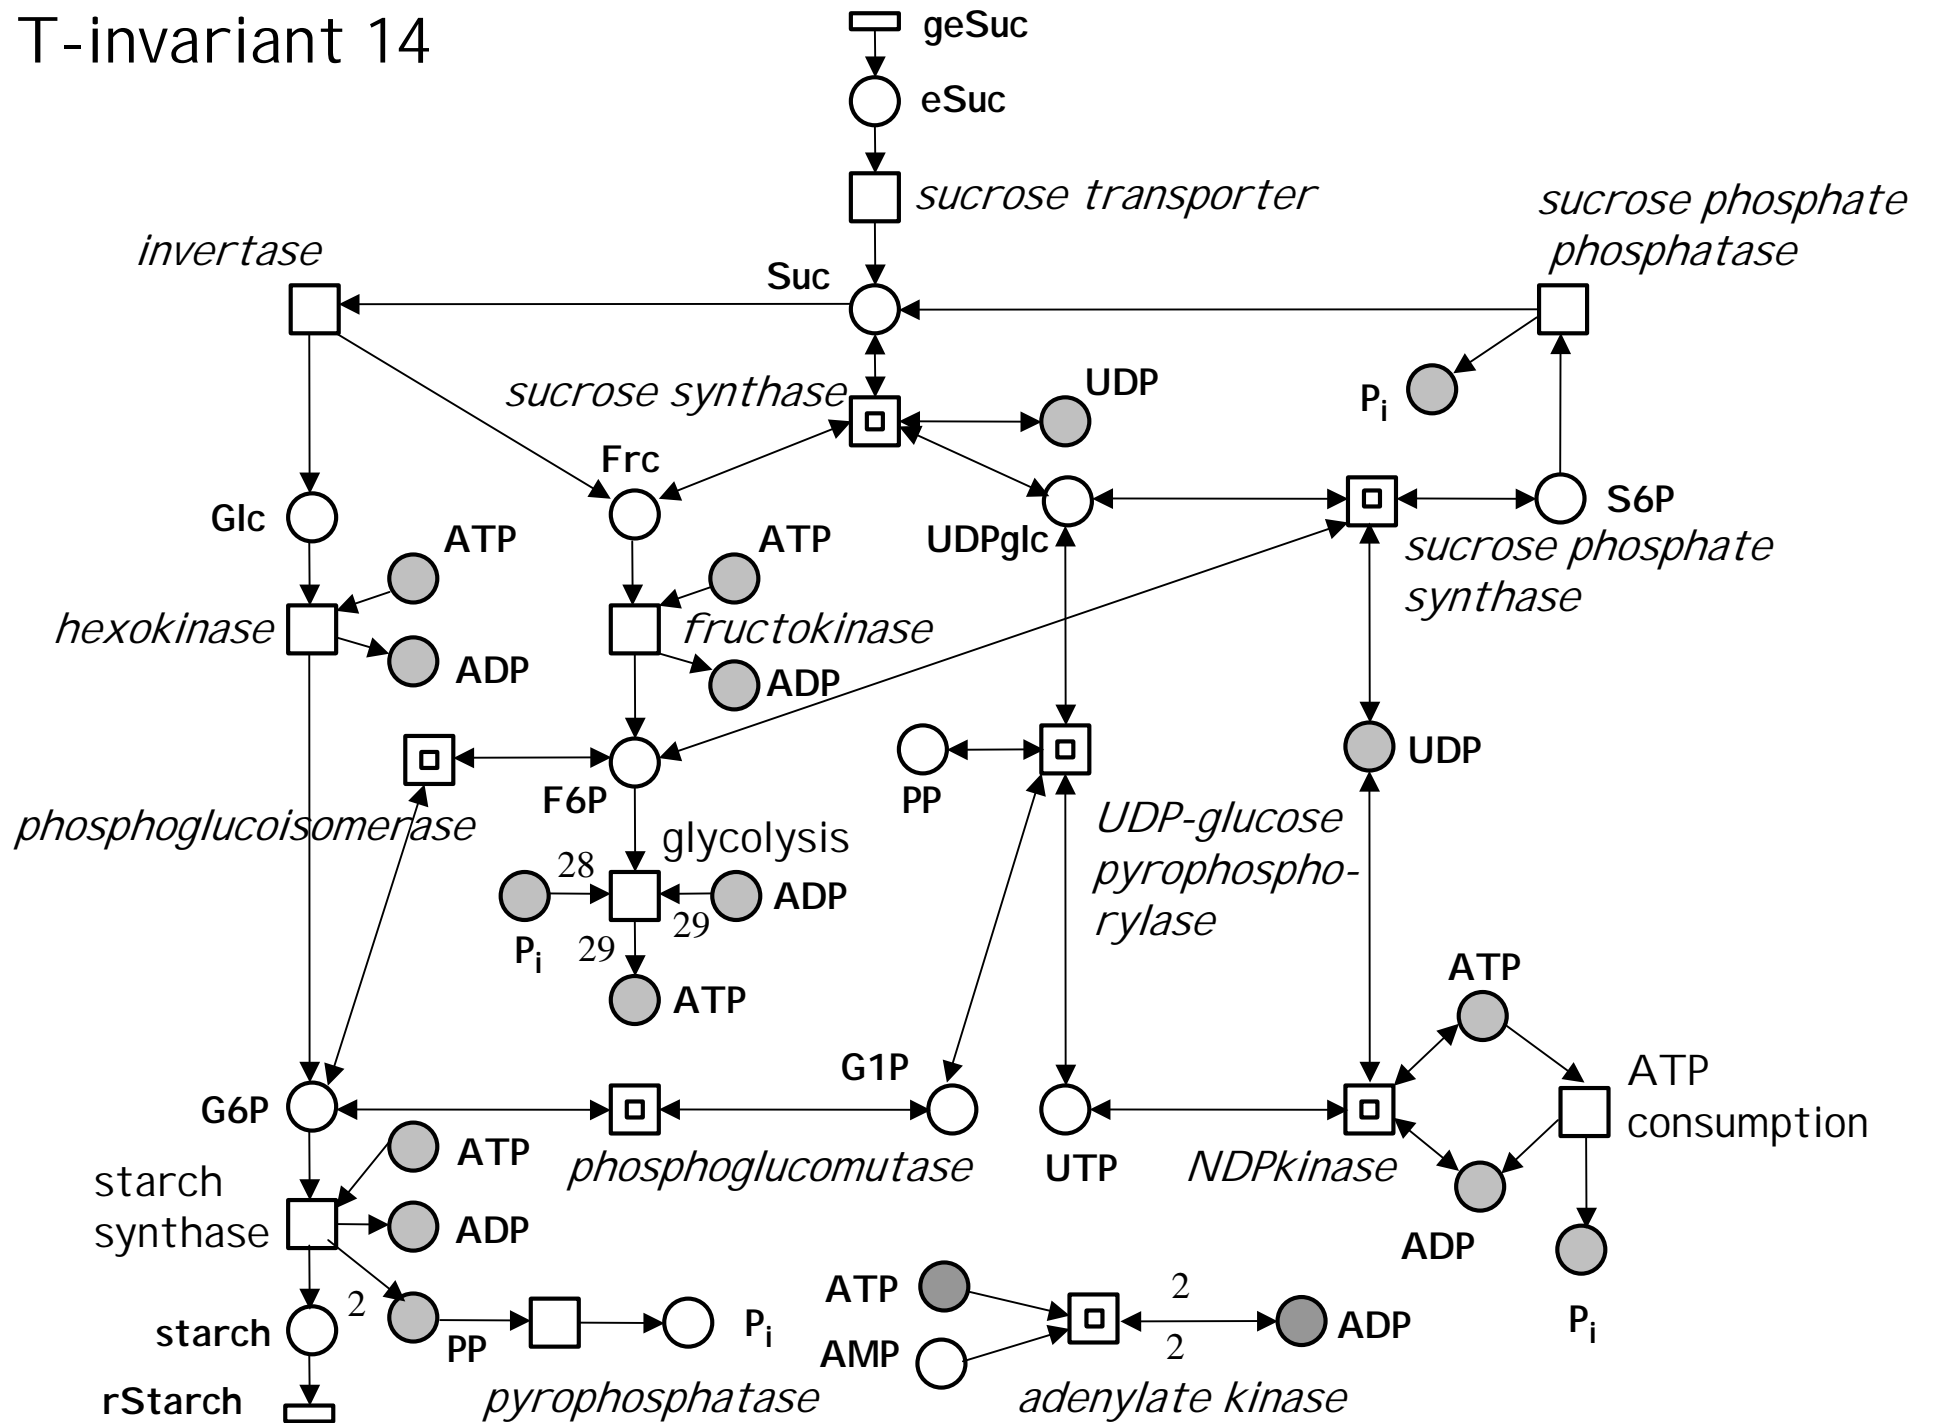 T-invariant 14
geSuc
eSuc
sucrose transporter
sucrose phosphate
phosphatase
invertase
Suc
sucrose synthase
UDP
Pi
Frc
Glc
ATP
ATP
UDPglc
S6P
sucrose phosphate
synthase
hexokinase
fructokinase
ADP
ADP
F6P
PP
UDP
phosphoglucoisomerase
glycolysis
28
29
29
Pi
ADP
ATP
UDP-glucose
pyrophospho-
rylase
ATP
G1P
ATP
consumption
G6P
ATP
phosphoglucomutase
UTP
NDPkinase
starch
synthase
ADP
ADP
Pi
2
starch
PP
Pi
ATP
AMP
2
2
ADP
rStarch
pyrophosphatase
adenylate kinase